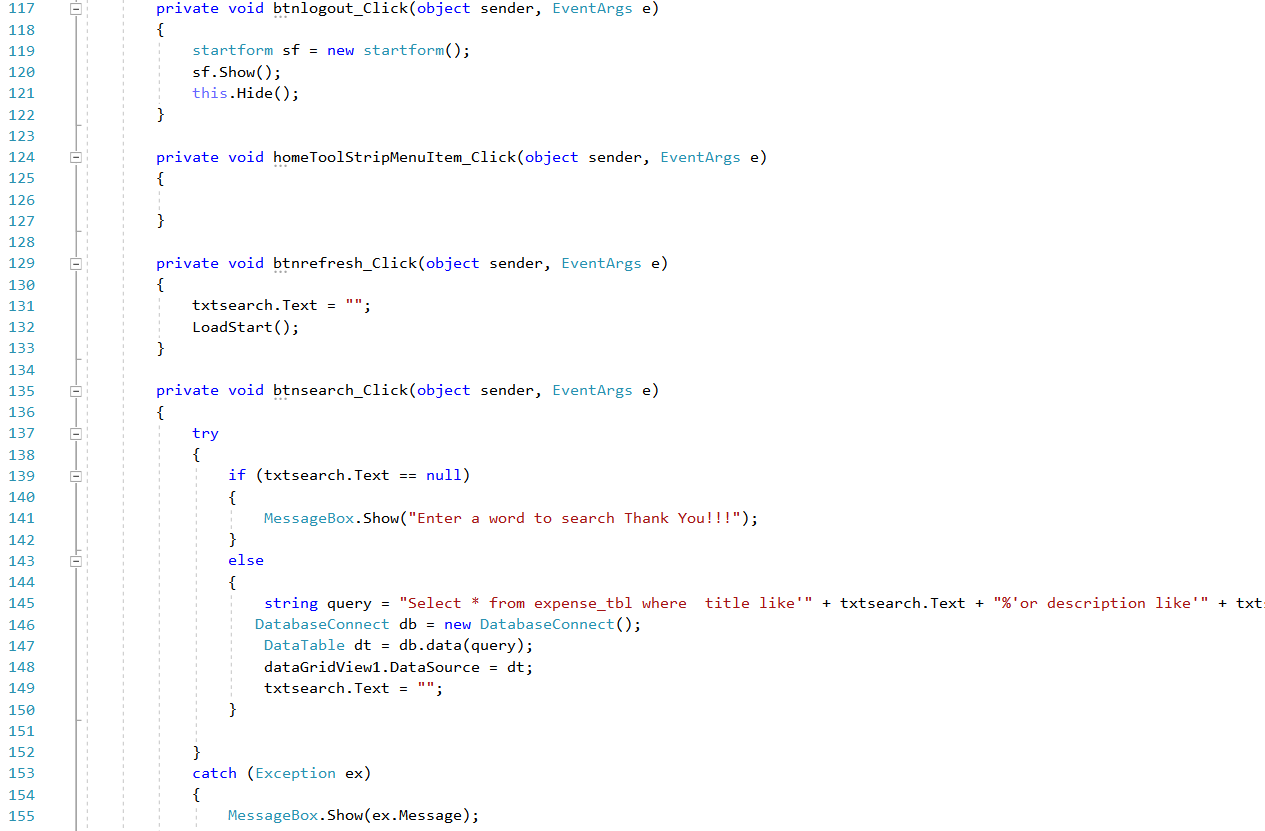 117 private void btnlogout_Click(object sender, EventArgs e)
118 {
119 startform sf = new startform();
120 sf.Show();
121 this.Hide();
122 }
123
124 private void homeToolStripMenuItem_Click(object sender, EventArgs e)
125 {
126
127 }
128
129 private void btnrefresh_Click(object sender, EventArgs e)
130 {
131 txtsearch.Text = "";
132 LoadStart();
133 }
134
135 private void btnsearch_Click(object sender, EventArgs e)
136 {
137 try
138 {
139 if (txtsearch.Text == null)
140 {
141 MessageBox.Show("Enter a word to search Thank You!!!");
142 }
143 else
144 {
145 string query = "Select * from expense_tbl where  title like'" + txtsearch.Text + "%'or description like'" + txt
146 DatabaseConnect db = new DatabaseConnect();
147 DataTable dt = db.data(query);
148 dataGridView1.DataSource = dt;
149 txtsearch.Text = "";
150 }
151
152 }
153 catch (Exception ex)
154 {
155 MessageBox.Show(ex.Message);